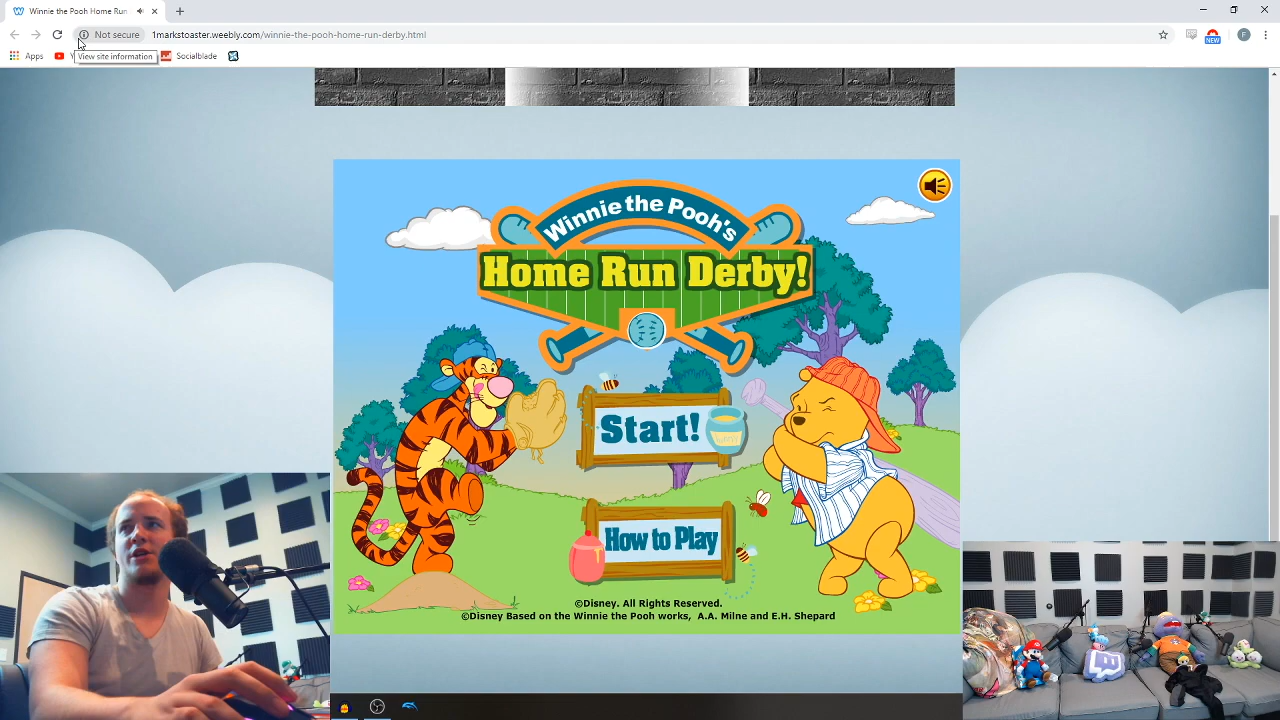 Winnie the Pooh Home Run
Not secure
1markstoaster.weebly.com/winnie-the-pooh-home-run-derby.html
NEW
F
Apps
View site information
Socialblade
Winnie the Pooh's
Home Run Derby!
Start!
How to Play
©Disney. All Rights Reserved.
©Disney Based on the Winnie the Pooh works, A.A. Milne and E.H. Shepard